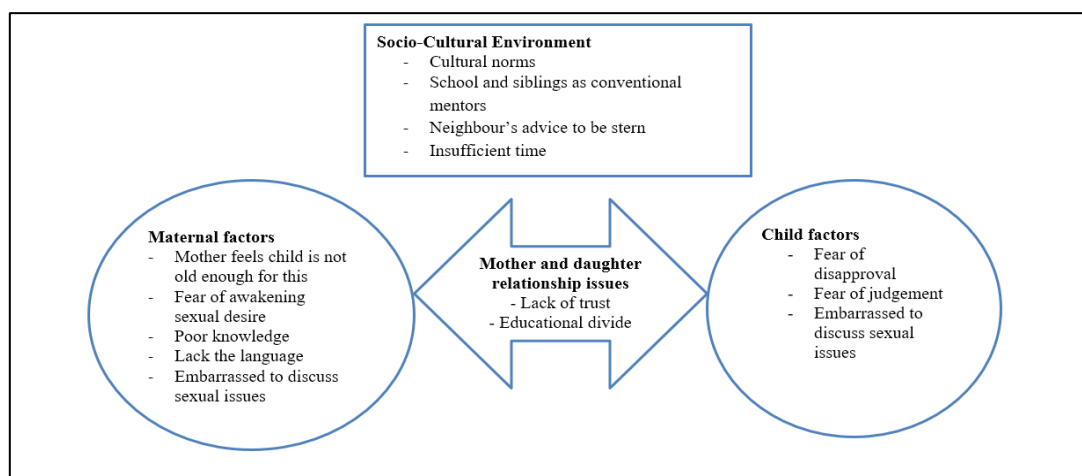 Socio-Cultural Environment
- Cultural norms
- School and siblings as conventional
mentors
- Neighbour's advice to be stern
- Insufficient time
Maternal factors
- Mother feels child is not
old enough for this
- Fear of awakening
sexual desire
- Poor knowledge
- Lack the language
- Embarrassed to discuss
sexual issues
Mother and daughter
relationship issues
- Lack of trust
- Educational divide
Child factors
- Fear of
disapproval
- Fear of judgement
- Embarrassed to
discuss sexual
issues